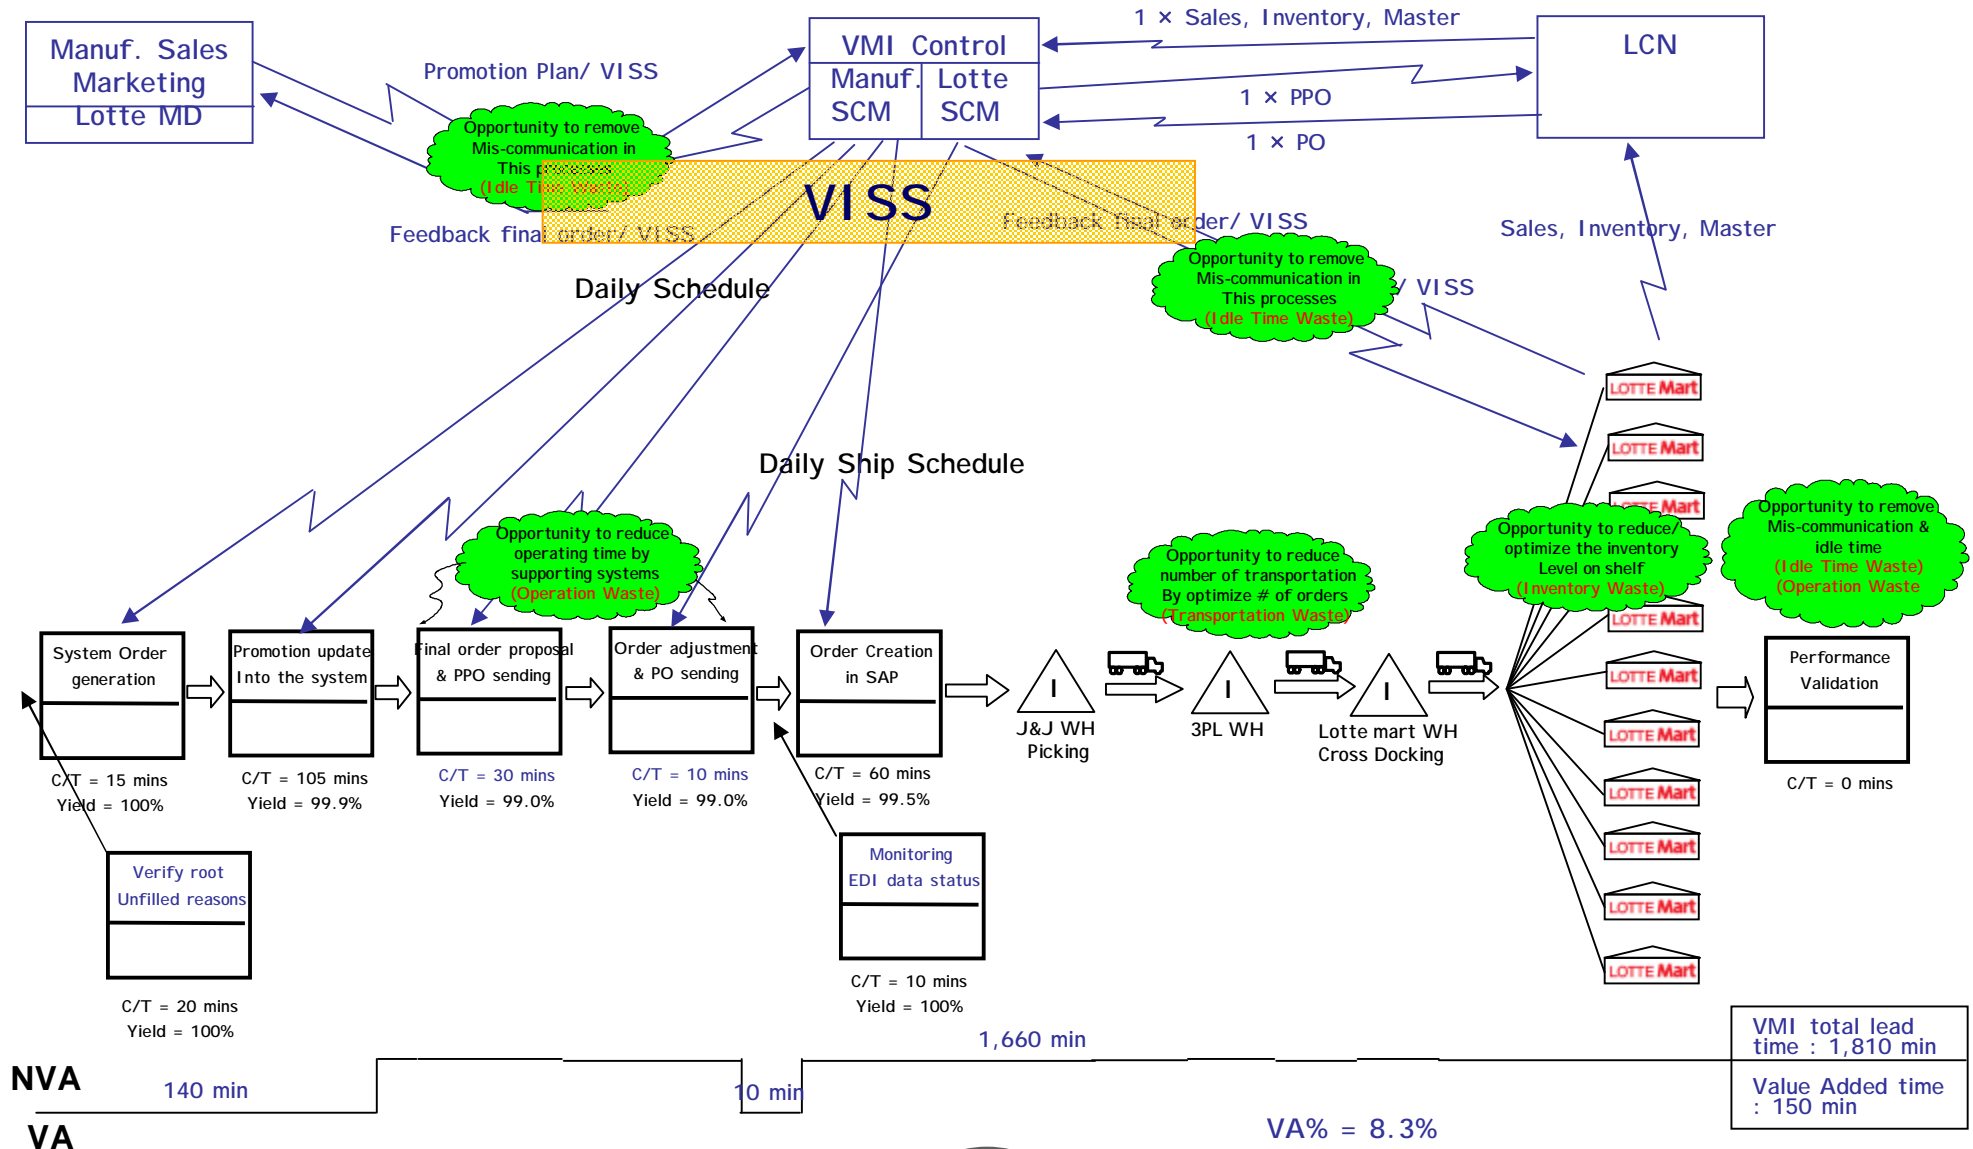 Manuf. Sales
Marketing
Lotte MD
Promotion Plan/ VISS
VMI Control
Manuf.
SCM
Lotte
SCM
1 × Sales, Inventory, Master
1 × PPO
1 × PO
LCN
Opportunity to remove
Mis-communication in
This processes
(Idle Time Waste)
VISS
Feedback final order/ VISS
Feedback final order/ VISS
Sales, Inventory, Master
Opportunity to remove
Mis-communication in
This processes
(Idle Time Waste)
/ VISS
Daily Schedule
Daily Ship Schedule
LOTTE Mart
LOTTE Mart
LOTTE Mart
LOTTE Mart
LOTTE Mart
LOTTE Mart
LOTTE Mart
LOTTE Mart
LOTTE Mart
LOTTE Mart
Opportunity to reduce
operating time by
supporting systems
(Operation Waste)
Opportunity to reduce
number of transportation
By optimize # of orders
(Transportation Waste)
Opportunity to reduce/
optimize the inventory
Level on shelf
(Inventory Waste)
Opportunity to remove
Mis-communication &
idle time
(Idle Time Waste)
(Operation Waste
System Order
generation
C/T = 15 mins
Yield = 100%
Promotion update
Into the system
C/T = 105 mins
Yield = 99.9%
Final order proposal
& PPO sending
C/T = 30 mins
Yield = 99.0%
Order adjustment
& PO sending
C/T = 10 mins
Yield = 99.0%
Order Creation
in SAP
C/T = 60 mins
Yield = 99.5%
I
J&J WH
Picking
I
3PL WH
I
Lotte mart WH
Cross Docking
Performance
Validation
C/T = 0 mins
Verify root
Unfilled reasons
C/T = 20 mins
Yield = 100%
Monitoring
EDI data status
C/T = 10 mins
Yield = 100%
NVA
VA
140 min
10 min
1,660 min
VMI total lead
time : 1,810 min
Value Added time
: 150 min
VA% = 8.3%